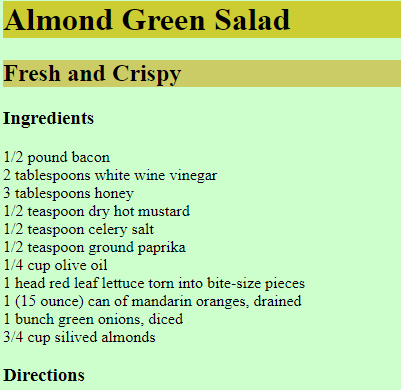 Almond Green Salad
Fresh and Crispy
Ingredients
1/2 pound bacon
2 tablespoons white wine vinegar
3 tablespoons honey
1/2 teaspoon dry hot mustard
1/2 teaspoon celery salt
1/2 teaspoon ground paprika
1/4 cup olive oil
1 head red leaf lettuce torn into bite-size pieces
1 (15 ounce) can of mandarin oranges, drained
1 bunch green onions, diced
3/4 cup silived almonds
Directions